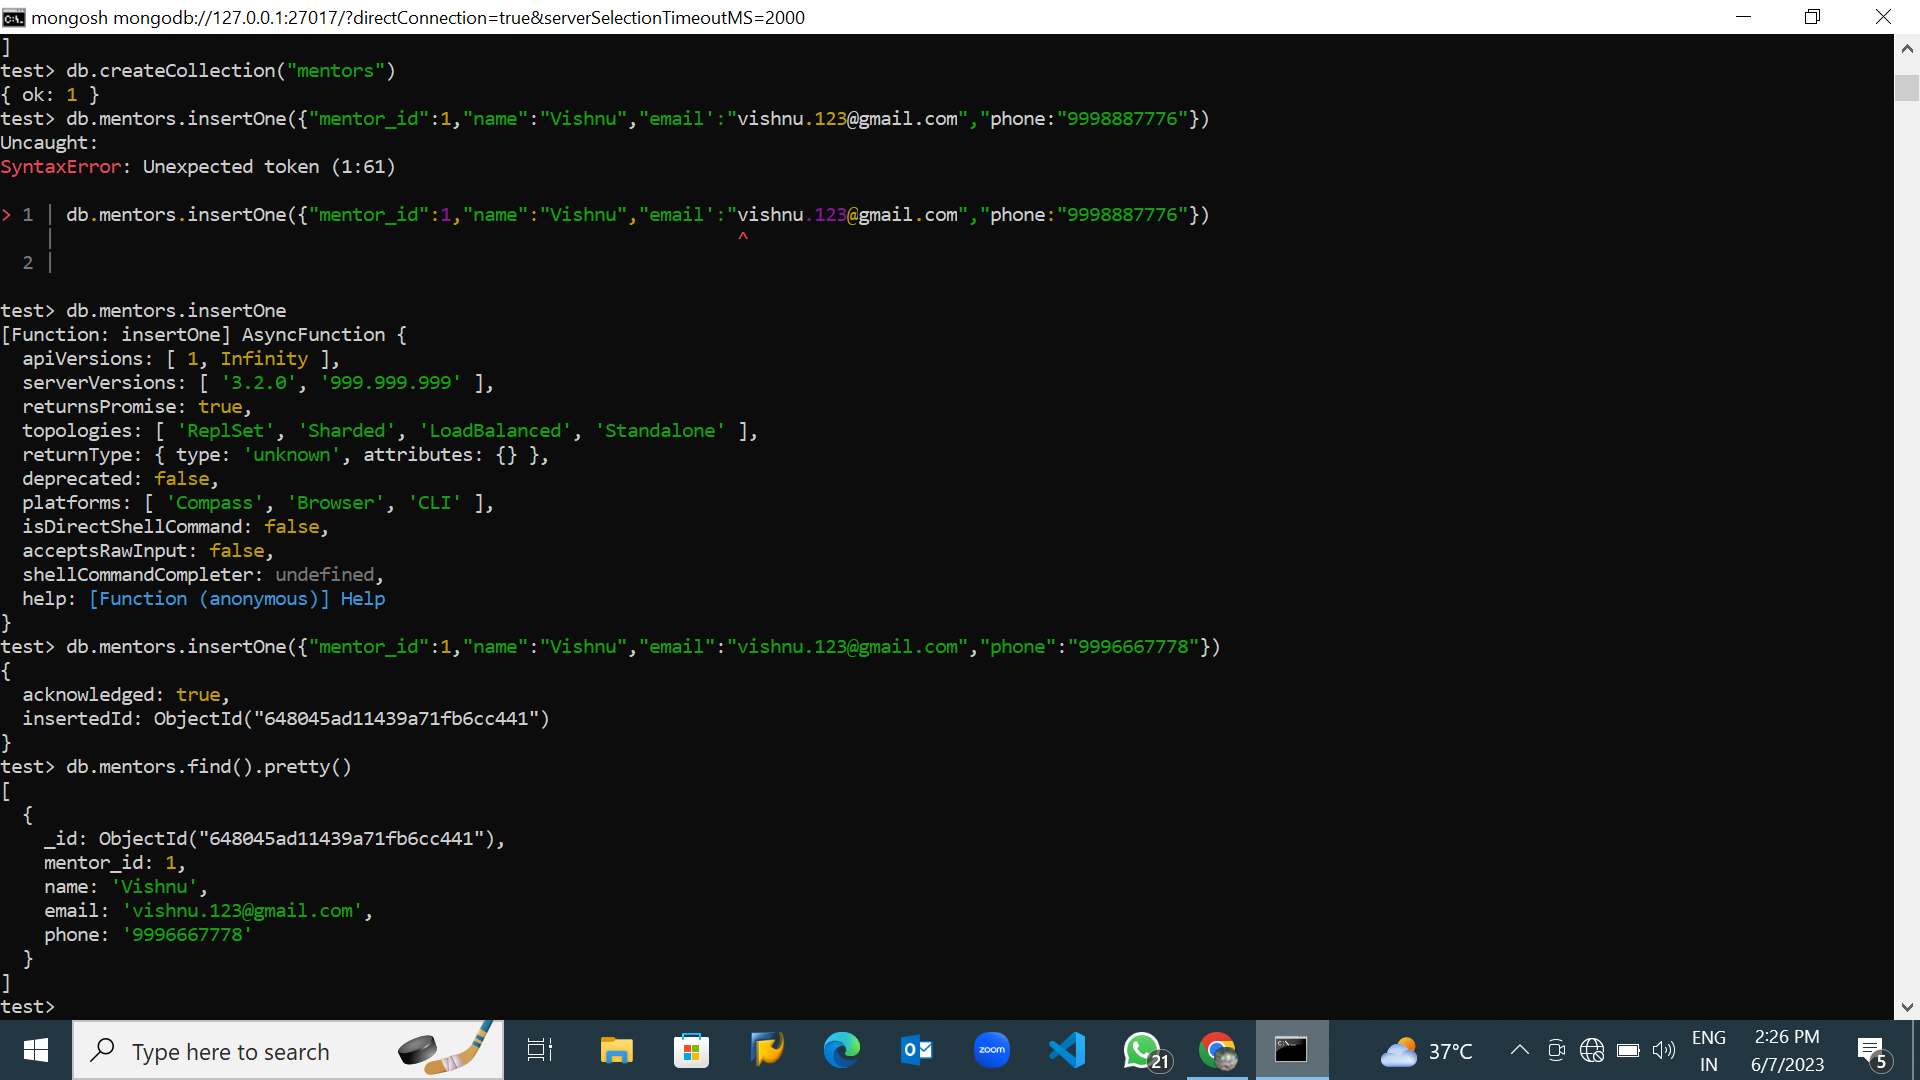 mongosh mongodb://127.0.0.1:27017/?directConnection=true&serverSelectionTimeoutMS=2000
]
test> db.createCollection("mentors")
{ ok: 1 }
test> db.mentors.insertOne({"mentor_id":1,"name":"Vishnu","email':"vishnu.123@gmail.com","phone:"9998887776"})
Uncaught:
SyntaxError: Unexpected token (1:61)
> 1 | db.mentors.insertOne({"mentor_id":1,"name":"Vishnu","email':"vishnu.123@gmail.com","phone:"9998887776"})
| ^
2 |
test> db.mentors.insertOne
[Function: insertOne] AsyncFunction {
apiVersions: [ 1, Infinity ],
serverVersions: [ '3.2.0', '999.999.999' ],
returnsPromise: true,
topologies: [ 'ReplSet', 'Sharded', 'LoadBalanced', 'Standalone' ],
returnType: { type: 'unknown', attributes: {} },
deprecated: false,
platforms: [ 'Compass', 'Browser', 'CLI' ],
isDirectShellCommand: false,
acceptsRawInput: false,
shellCommandCompleter: undefined,
help: [Function (anonymous)] Help
}
test> db.mentors.insertOne({"mentor_id":1,"name":"Vishnu","email":"vishnu.123@gmail.com","phone":"9996667778"})
{
acknowledged: true,
insertedId: ObjectId("648045ad11439a71fb6cc441")
}
test> db.mentors.find().pretty()
[
{
_id: ObjectId("648045ad11439a71fb6cc441"),
mentor_id: 1,
name: 'Vishnu',
email: 'vishnu.123@gmail.com',
phone: '9996667778'
}
]
test>
Type here to search
zoom
21
37°C
ENG
IN
2:26 PM
6/7/2023
5